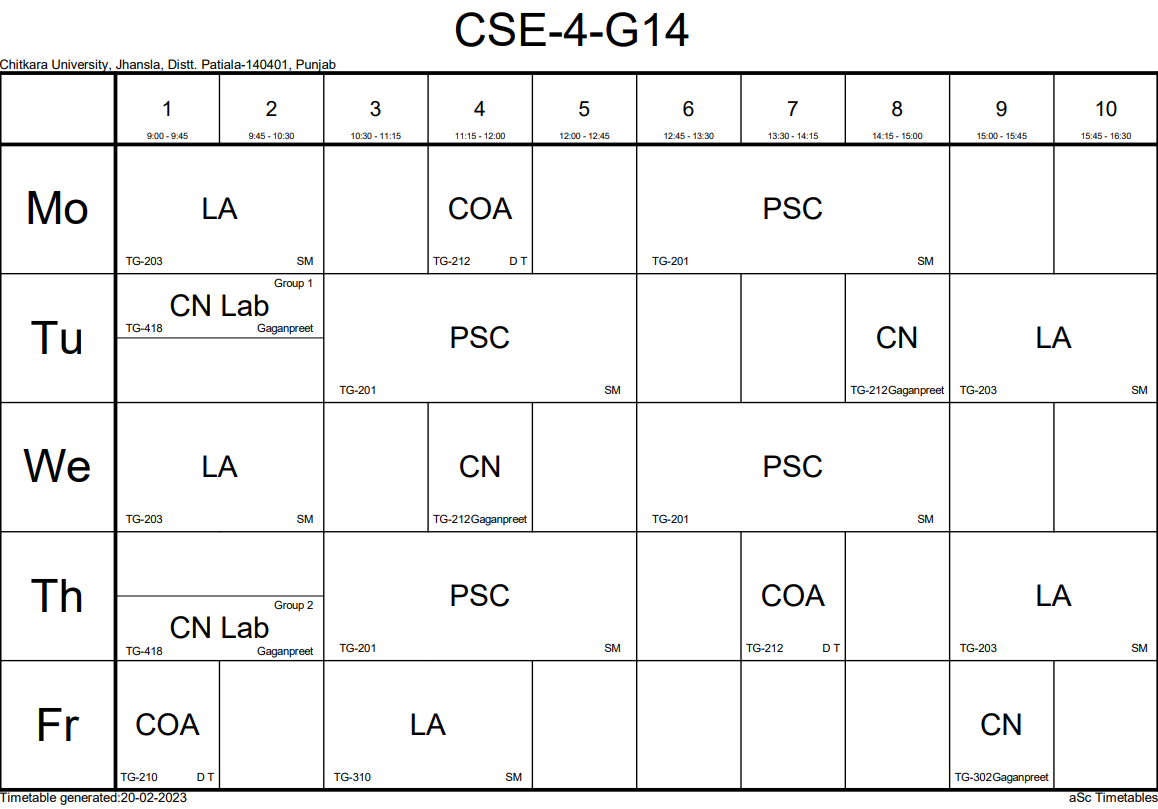 CSE-4-G14
Chitkara University, Jhansla, Distt. Patiala-140401, Punjab
1 2 3 4 5 6 7 8 9 10
9:00 - 9:45 9:45 - 10:30 10:30 - 11:15 11:15 - 12:00 12:00 - 12:45 12:45 - 13:30 13:30 - 14:15 14:15 - 15:00 15:00 - 15:45 15:45 - 16:30
Mo LA COA PSC
TG-203 SM TG-212 D T TG-201 SM
Group 1
CN Lab
TG-418 Gaganpreet
Tu PSC CN LA
TG-201 SM TG-212 Gaganpreet TG-203 SM
We LA CN PSC
TG-203 SM TG-212 Gaganpreet TG-201 SM
Th PSC COA LA
Group 2
CN Lab
TG-418 Gaganpreet TG-201 SM TG-212 D T TG-203 SM
Fr COA LA CN
TG-210 D T TG-310 SM TG-302 Gaganpreet
Timetable generated:20-02-2023 aSc Timetables